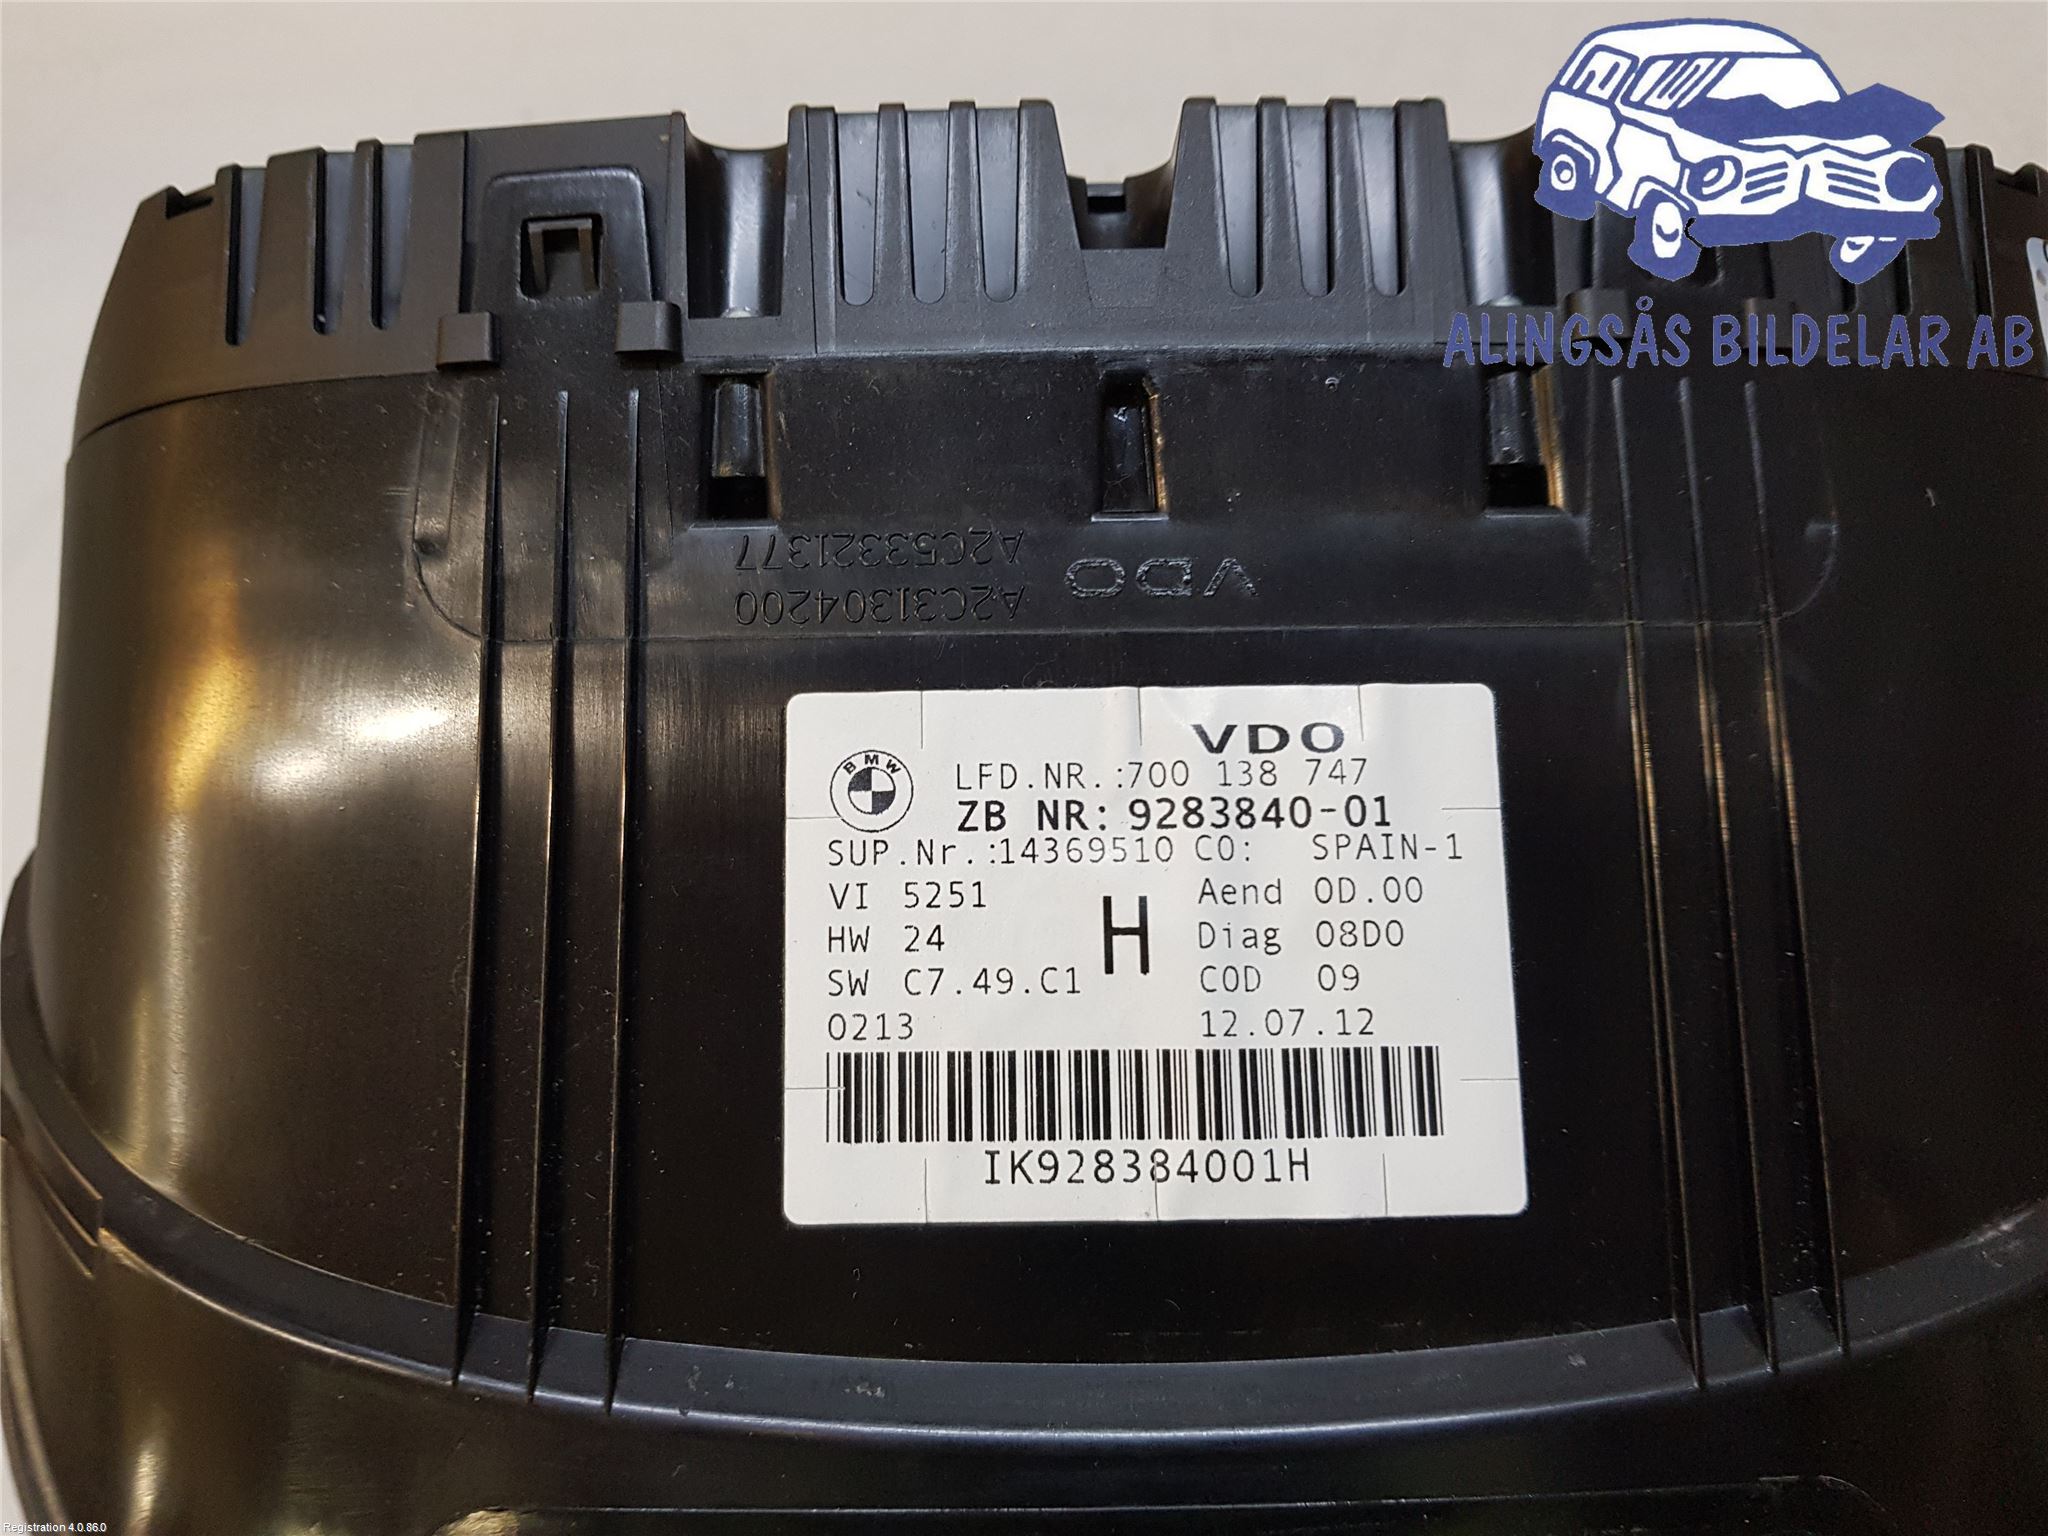 ALINGSÅS BILDELAR AB
A2C53321377
A2C31304200
VDO
VDO
BMW
LFD.NR.:700 138 747
ZB NR: 9283840-01
SUP.Nr.:14369510 CO: SPAIN-1
VI 5251 Aend 0D.00
HW 24 H Diag 08D0
SW C7.49.C1 COD 09
0213 12.07.12
IK928384001H
Registration 4.0.86.0